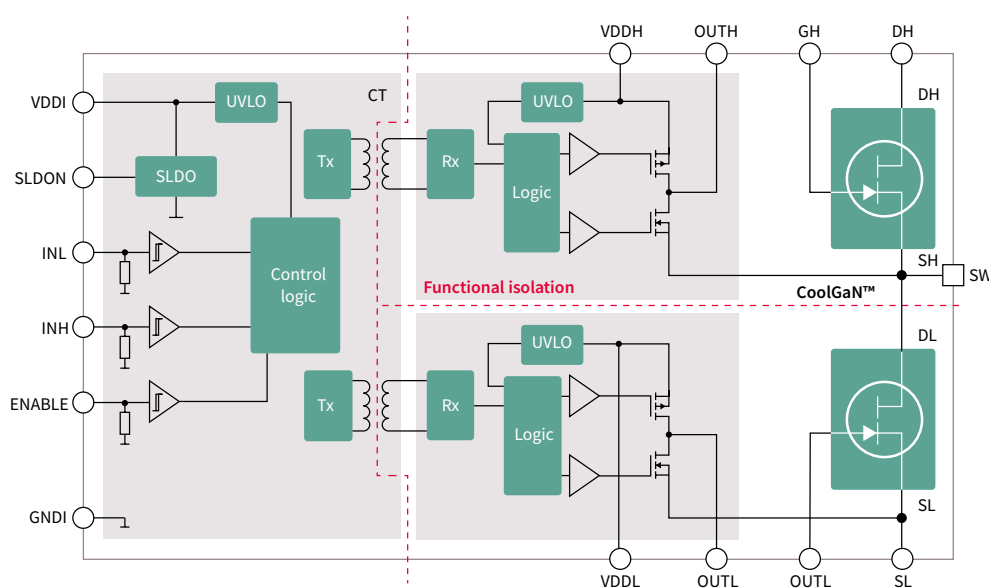 VDDH
OUTH
GH
DH
VDDI
UVLO
CT
UVLO
DH
Tx
Rx
Logic
SLDON
SLDO
INL
Control
logic
SH
SW
Functional isolation
CoolGaN™
INH
UVLO
DL
ENABLE
Tx
Rx
Logic
SL
GNDI
VDDL
OUTL
OUTL
SL